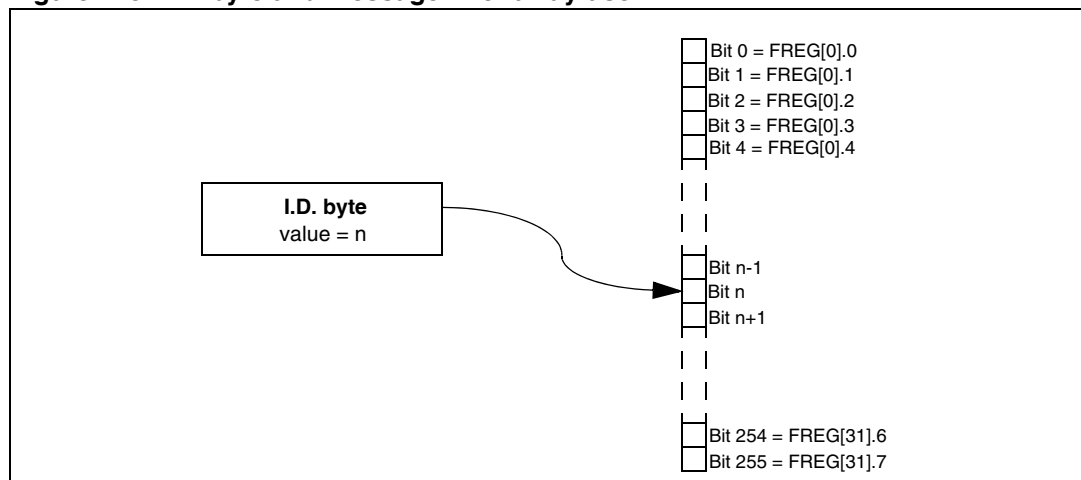 Bit 0 = FREG[0].0
Bit 1 = FREG[0].1
Bit 2 = FREG[0].2
Bit 3 = FREG[0].3
Bit 4 = FREG[0].4
I.D. byte
value = n
Bit n-1
Bit n
Bit n+1
Bit 254 = FREG[31].6
Bit 255 = FREG[31].7